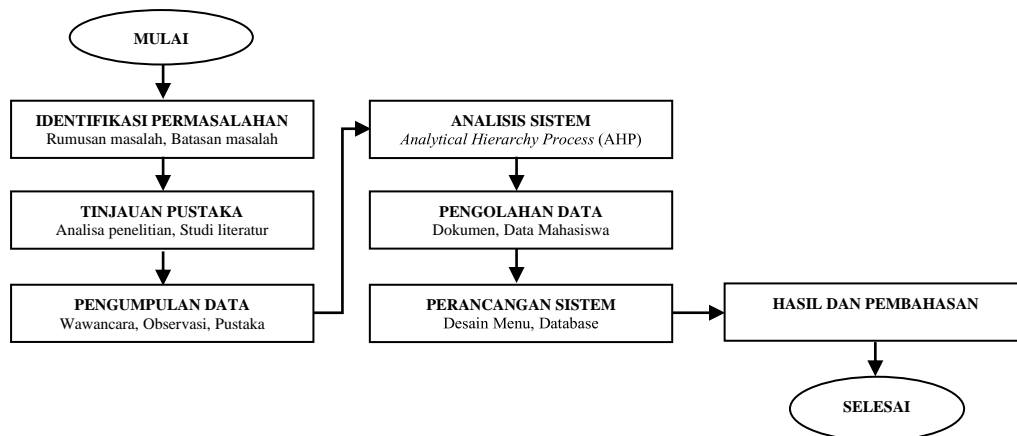 MULAI
IDENTIFIKASI PERMASALAHAN
Rumusan masalah, Batasan masalah
TINJAUAN PUSTAKA
Analisa penelitian, Studi literatur
PENGUMPULAN DATA
Wawancara, Observasi, Pustaka
ANALISIS SISTEM
Analytical Hierarchy Process (AHP)
PENGOLAHAN DATA
Dokumen, Data Mahasiswa
PERANCANGAN SISTEM
Desain Menu, Database
HASIL DAN PEMBAHASAN
SELESAI